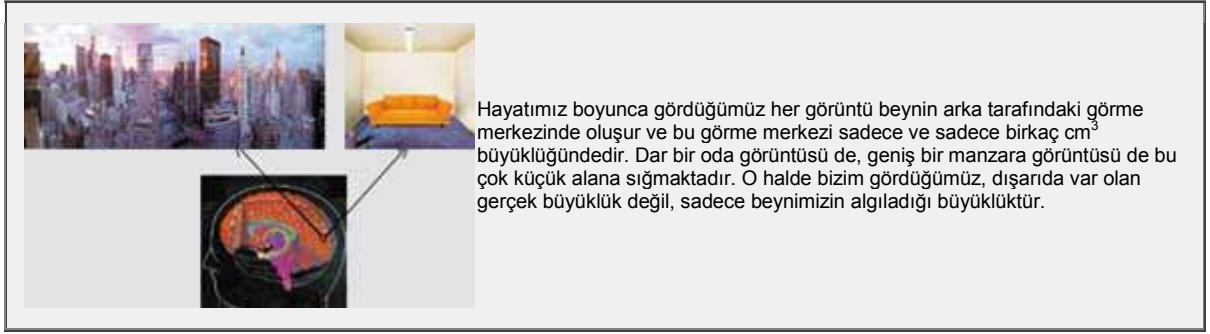 Hayatımız boyunca gördüğümüz her görüntü beynin arka tarafındaki görme
merkezinde oluşur ve bu görme merkezi sadece ve sadece birkaç cm³
büyüklüğündedir. Dar bir oda görüntüsü de, geniş bir manzara görüntüsü de bu
çok küçük alana sığmaktadır. O halde bizim gördüğümüz, dışarıda var olan
gerçek büyüklük değil, sadece beynimizin algıladığı büyüklüktür.